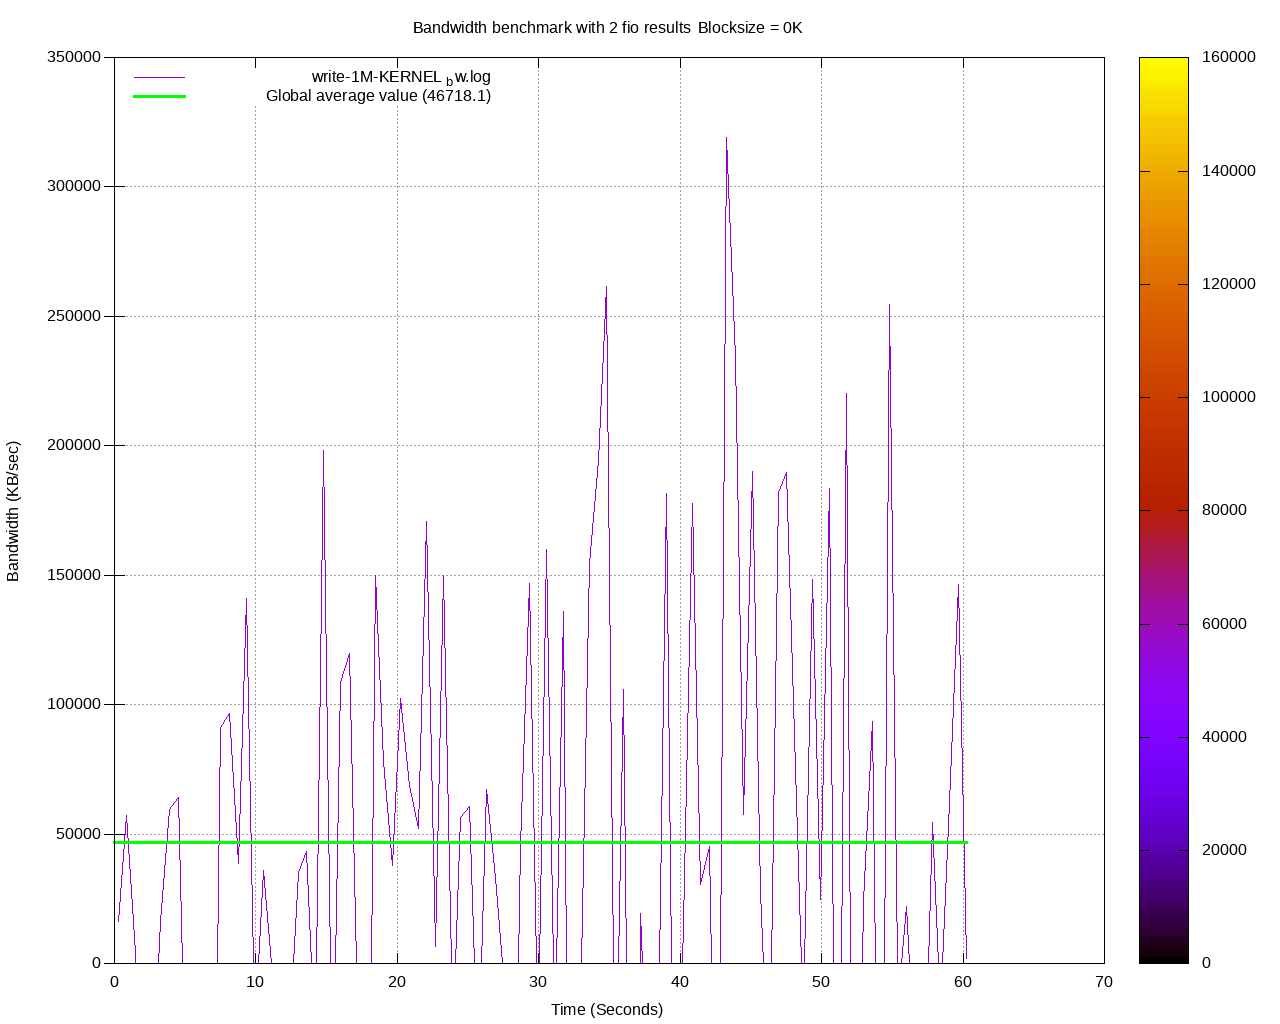 Bandwidth benchmark with 2 fio results Blocksize = 0K
350000
300000
250000
200000
150000
100000
50000
0
Bandwidth (KB/sec)
write-1M-KERNEL bw.log
Global average value (46718.1)
0 10 20 30 40 50 60 70
Time (Seconds)
160000
140000
120000
100000
80000
60000
40000
20000
0